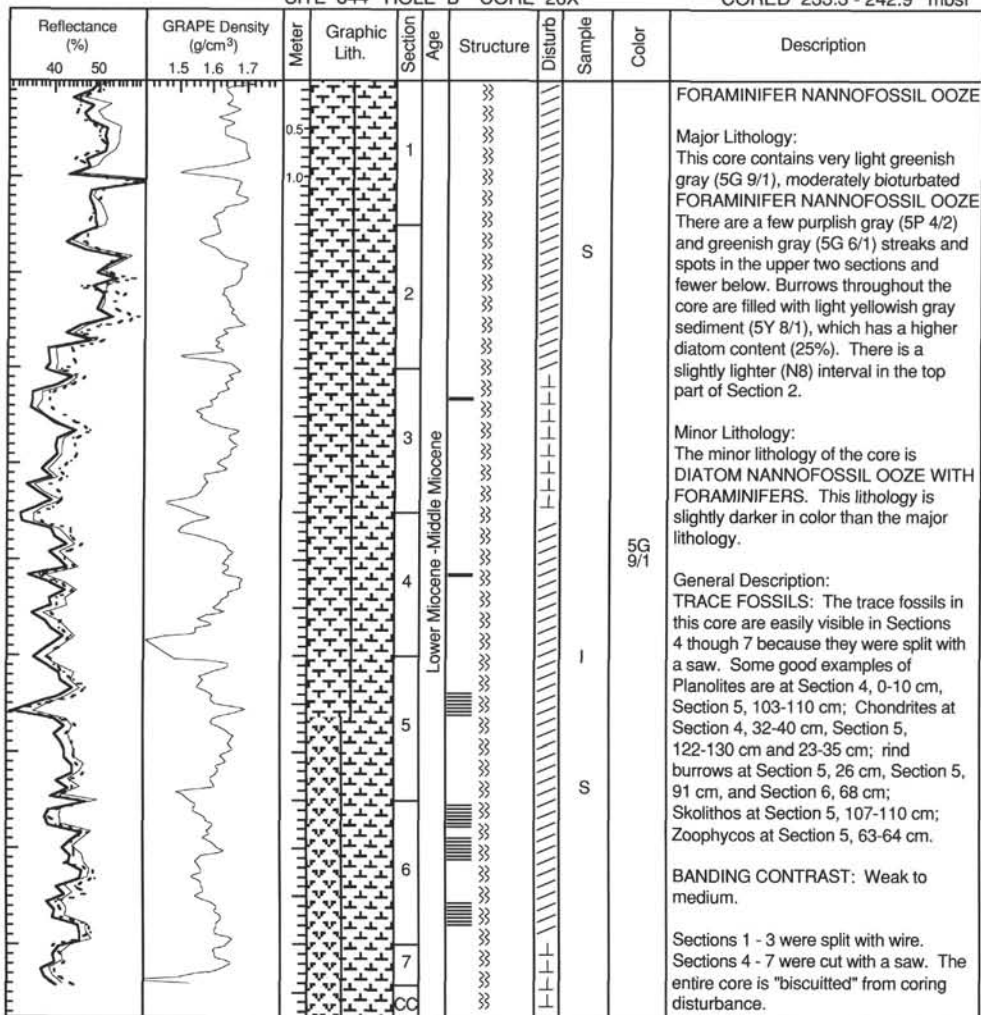 SITE 844 HOLE B CORE 26X CORED 233.3 - 242.9 mbsf
Reflectance (%)
40 50
GRAPE Density (g/cm³)
1.5 1.6 1.7
Meter
Graphic Lith.
Section
Age
Structure
Disturb
Sample
Color
Description
0.5
1.0
1
2
3
4
5
6
7
CC
Lower Miocene -Middle Miocene
S
I
S
5G
9/1
FORAMINIFER NANNOFOSSIL OOZE
Major Lithology:
This core contains very light greenish
gray (5G 9/1), moderately bioturbated
FORAMINIFER NANNOFOSSIL OOZE
There are a few purplish gray (5P 4/2)
and greenish gray (5G 6/1) streaks and
spots in the upper two sections and
fewer below. Burrows throughout the
core are filled with light yellowish gray
sediment (5Y 8/1), which has a higher
diatom content (25%). There is a
slightly lighter (N8) interval in the top
part of Section 2.
Minor Lithology:
The minor lithology of the core is
DIATOM NANNOFOSSIL OOZE WITH
FORAMINIFERS. This lithology is
slightly darker in color than the major
lithology.
General Description:
TRACE FOSSILS: The trace fossils in
this core are easily visible in Sections
4 though 7 because they were split with
a saw. Some good examples of
Planolites are at Section 4, 0-10 cm,
Section 5, 103-110 cm; Chondrites at
Section 4, 32-40 cm, Section 5,
122-130 cm and 23-35 cm; rind
burrows at Section 5, 26 cm, Section 5,
91 cm, and Section 6, 68 cm;
Skolithos at Section 5, 107-110 cm;
Zoophycos at Section 5, 63-64 cm.
BANDING CONTRAST: Weak to
medium.
Sections 1 - 3 were split with wire.
Sections 4 - 7 were cut with a saw. The
entire core is "biscuitted" from coring
disturbance.